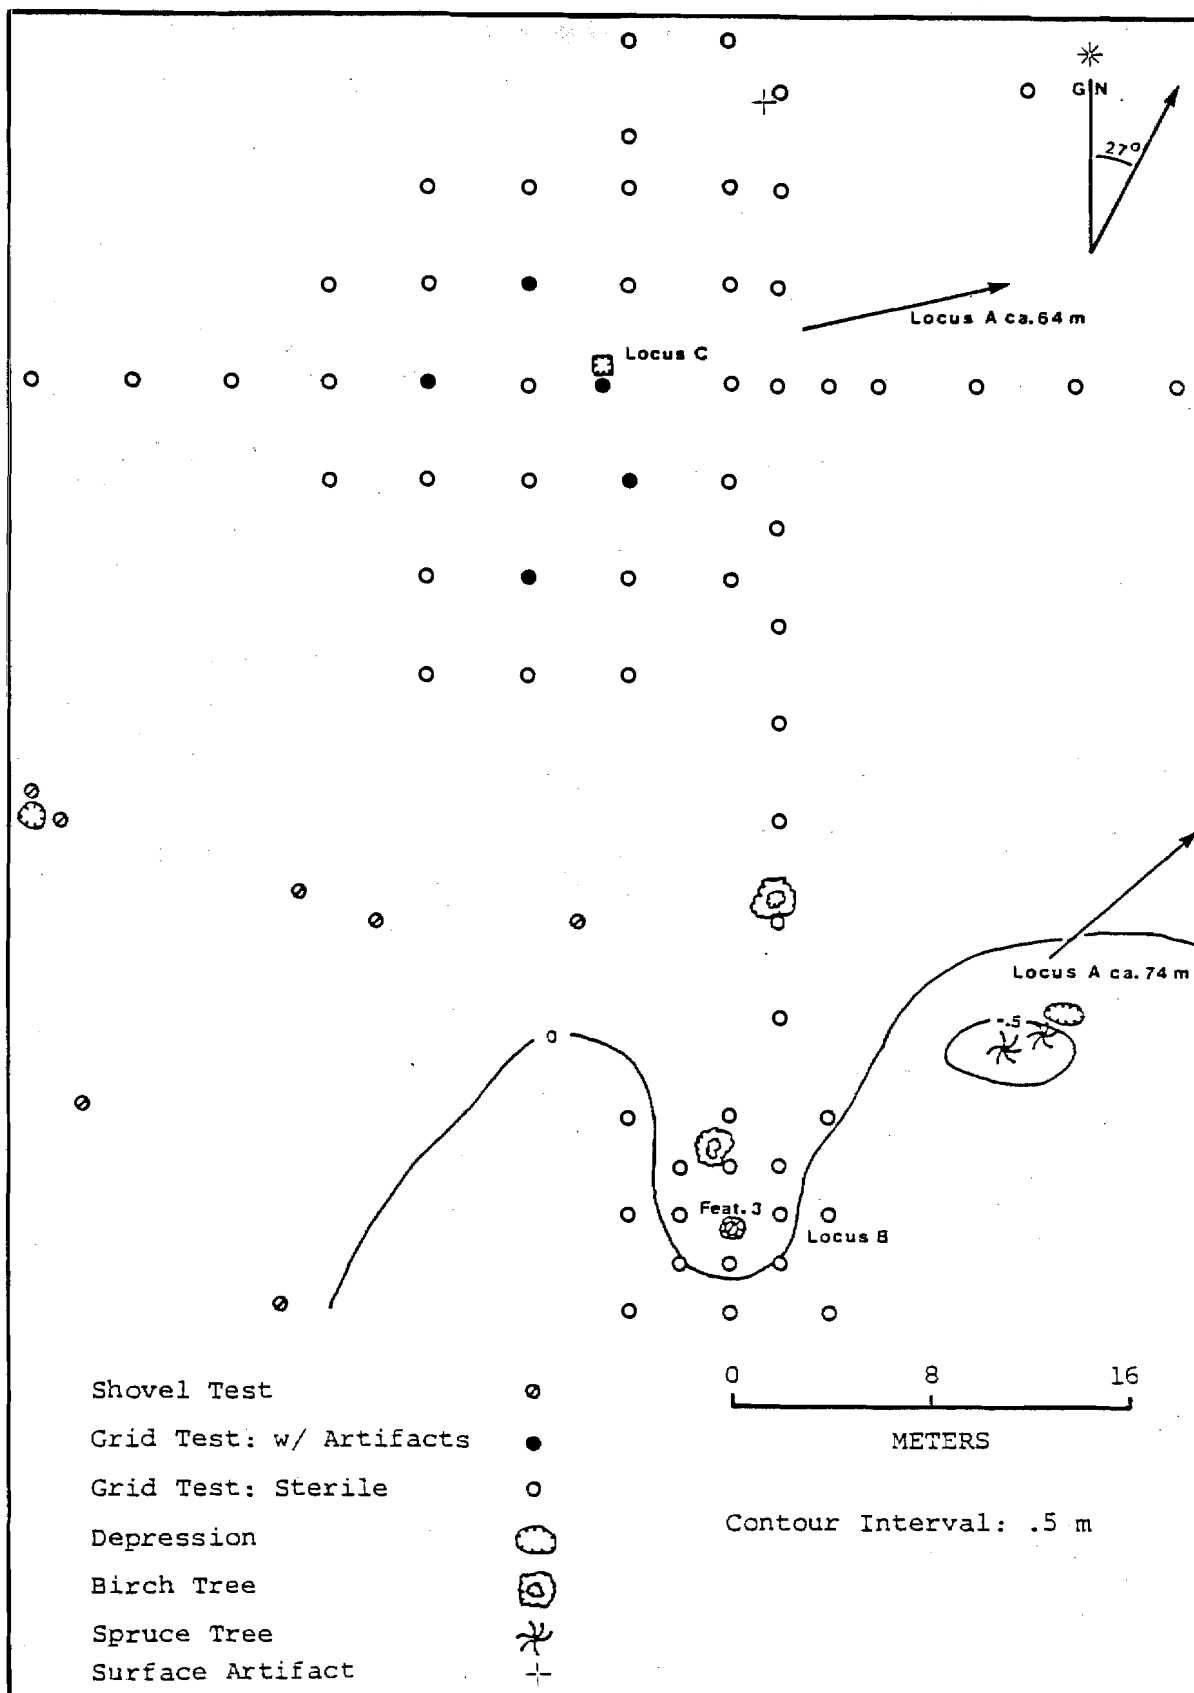 GN
27°
Locus A ca.64 m
Locus C
Locus A ca.74 m
-.5
0
Feat.3
Locus B
0 8 16
METERS
Contour Interval: .5 m
Shovel Test
Grid Test: w/ Artifacts
Grid Test: Sterile
Depression
Birch Tree
Spruce Tree
Surface Artifact